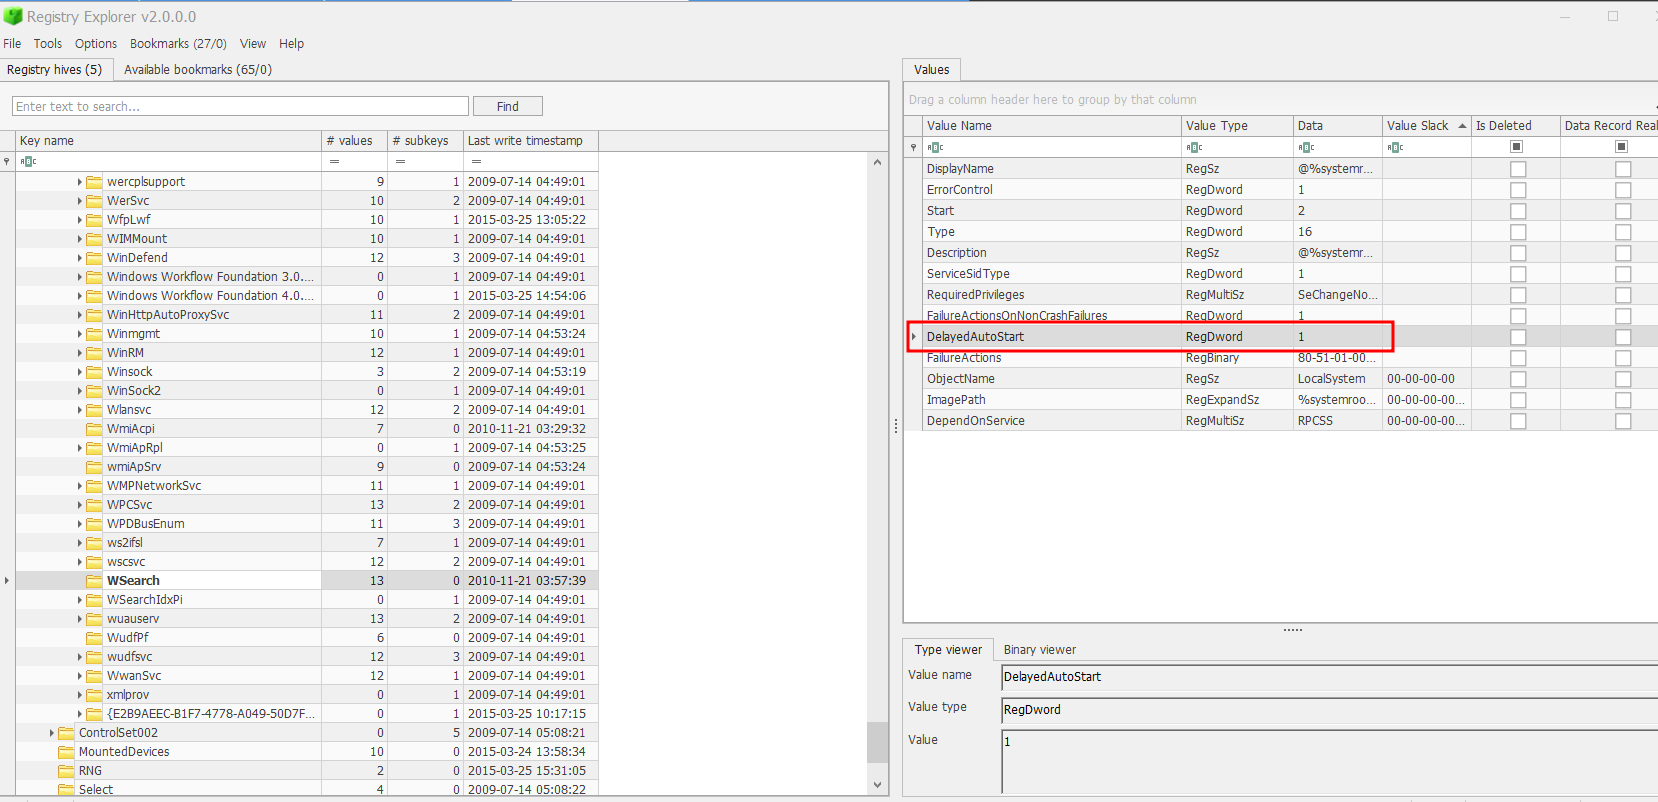 Registry Explorer v2.0.0.0
File Tools Options Bookmarks (27/0) View Help
Registry hives (5) Available bookmarks (65/0)
Enter text to search... Find
Key name # values # subkeys Last write timestamp
= = =
wercplsupport 9 1 2009-07-14 04:49:01
WerSvc 10 2 2009-07-14 04:49:01
WfpLwf 10 1 2015-03-25 13:05:22
WIMMount 10 1 2009-07-14 04:49:01
WinDefend 12 3 2009-07-14 04:49:01
Windows Workflow Foundation 3.0.... 0 1 2009-07-14 04:49:01
Windows Workflow Foundation 4.0.... 0 1 2015-03-25 14:54:06
WinHttpAutoProxySvc 11 2 2009-07-14 04:49:01
Winmgmt 10 1 2009-07-14 04:53:24
WinRM 12 1 2009-07-14 04:49:01
Winsock 3 2 2009-07-14 04:53:19
WinSock2 0 1 2009-07-14 04:49:01
Wlansvc 12 2 2009-07-14 04:49:01
WmiAcpi 7 0 2010-11-21 03:29:32
WmiApRpl 0 1 2009-07-14 04:53:25
wmiApSrv 9 0 2009-07-14 04:53:24
WMPNetworkSvc 11 1 2009-07-14 04:49:01
WPCSvc 13 2 2009-07-14 04:49:01
WPDBusEnum 11 3 2009-07-14 04:49:01
ws2ifsl 7 1 2009-07-14 04:49:01
wscsvc 12 2 2009-07-14 04:49:01
WSearch 13 0 2010-11-21 03:57:39
WSearchIdxPi 0 1 2009-07-14 04:49:01
wuauserv 13 2 2009-07-14 04:49:01
WudfPf 6 0 2009-07-14 04:49:01
wudfsvc 12 3 2009-07-14 04:49:01
WwanSvc 12 1 2009-07-14 04:49:01
xmlprov 0 1 2009-07-14 04:49:01
{E2B9AEEC-B1F7-4778-A049-50D7F... 0 1 2015-03-25 10:17:15
ControlSet002 0 5 2009-07-14 05:08:21
MountedDevices 10 0 2015-03-24 13:58:34
RNG 2 0 2015-03-25 15:31:05
Select 4 0 2009-07-14 05:08:22
Values
Drag a column header here to group by that column
Value Name Value Type Data Value Slack Is Deleted Data Record Real
DisplayName RegSz @%systemr...
ErrorControl RegDword 1
Start RegDword 2
Type RegDword 16
Description RegSz @%systemr...
ServiceSidType RegDword 1
RequiredPrivileges RegMultiSz SeChangeNo...
FailureActionsOnNonCrashFailures RegDword 1
DelayedAutoStart RegDword 1
FailureActions RegBinary 80-51-01-00...
ObjectName RegSz LocalSystem 00-00-00-00
ImagePath RegExpandSz %systemroo... 00-00-00-00...
DependOnService RegMultiSz RPCSS 00-00-00-00...
Type viewer Binary viewer
Value name DelayedAutoStart
Value type RegDword
Value 1